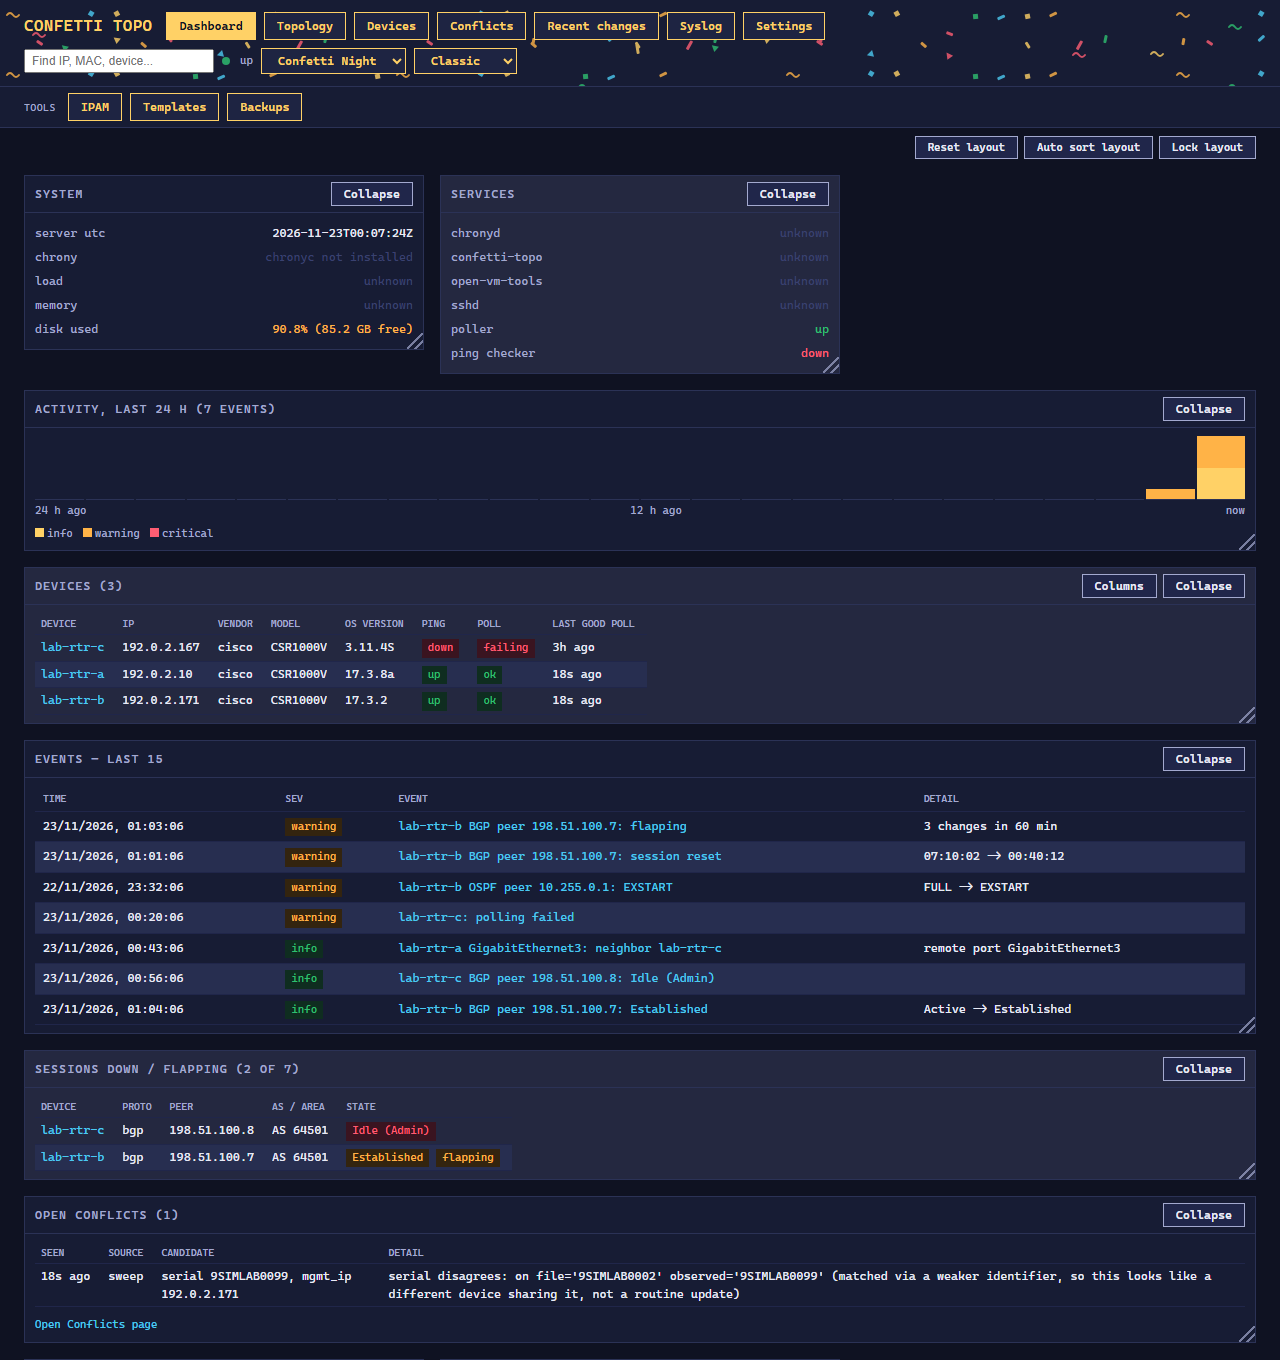 CONFETTI TOPO Dashboard Topology Devices Conflicts Recent changes Syslog Settings
Find IP, MAC, device... up Confetti Night Classic
TOOLS IPAM Templates Backups
Reset layout Auto sort layout Lock layout
SYSTEM Collapse
server utc 2026-11-23T00:07:24Z
chrony chronyc not installed
load unknown
memory unknown
disk used 90.8% (85.2 GB free)
SERVICES Collapse
chronyd unknown
confetti-topo unknown
open-vm-tools unknown
sshd unknown
poller up
ping checker down
ACTIVITY, LAST 24 H (7 EVENTS) Collapse
24 h ago 12 h ago now
info warning critical
DEVICES (3) Columns Collapse
DEVICE IP VENDOR MODEL OS VERSION PING POLL LAST GOOD POLL
lab-rtr-c 192.0.2.167 cisco CSR1000V 3.11.4S down failing 3h ago
lab-rtr-a 192.0.2.10 cisco CSR1000V 17.3.8a up ok 18s ago
lab-rtr-b 192.0.2.171 cisco CSR1000V 17.3.2 up ok 18s ago
EVENTS — LAST 15 Collapse
TIME SEV EVENT DETAIL
23/11/2026, 01:03:06 warning lab-rtr-b BGP peer 198.51.100.7: flapping 3 changes in 60 min
23/11/2026, 01:01:06 warning lab-rtr-b BGP peer 198.51.100.7: session reset 07:10:02 → 00:40:12
22/11/2026, 23:32:06 warning lab-rtr-b OSPF peer 10.255.0.1: EXSTART FULL → EXSTART
23/11/2026, 00:20:06 warning lab-rtr-c: polling failed
23/11/2026, 00:43:06 info lab-rtr-a GigabitEthernet3: neighbor lab-rtr-c remote port GigabitEthernet3
23/11/2026, 00:56:06 info lab-rtr-c BGP peer 198.51.100.8: Idle (Admin)
23/11/2026, 01:04:06 info lab-rtr-b BGP peer 198.51.100.7: Established Active → Established
SESSIONS DOWN / FLAPPING (2 OF 7) Collapse
DEVICE PROTO PEER AS / AREA STATE
lab-rtr-c bgp 198.51.100.8 AS 64501 Idle (Admin)
lab-rtr-b bgp 198.51.100.7 AS 64501 Established flapping
OPEN CONFLICTS (1) Collapse
SEEN SOURCE CANDIDATE DETAIL
18s ago sweep serial 9SIMLAB0099, mgmt_ip serial disagrees: on file='9SIMLAB0002' observed='9SIMLAB0099' (matched via a weaker identifier, so this looks like a
192.0.2.171 different device sharing it, not a routine update)
Open Conflicts page